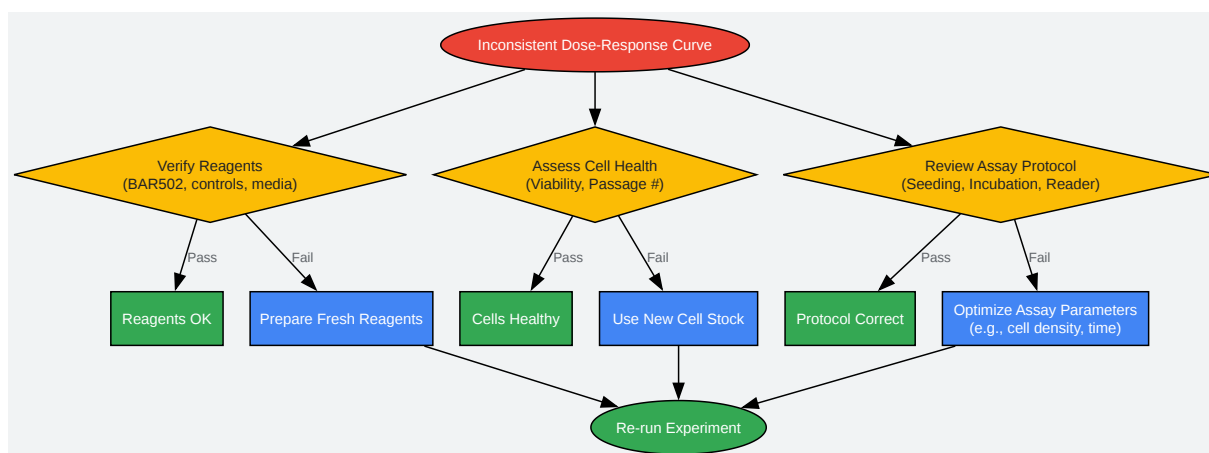 Inconsistent Dose-Response Curve
Verify Reagents
(BAR502, controls, media)
Assess Cell Health
(Viability, Passage #)
Review Assay Protocol
(Seeding, Incubation, Reader)
Pass
Fail
Pass
Fail
Pass
Fail
Reagents OK
Prepare Fresh Reagents
Cells Healthy
Use New Cell Stock
Protocol Correct
Optimize Assay Parameters
(e.g., cell density, time)
Re-run Experiment